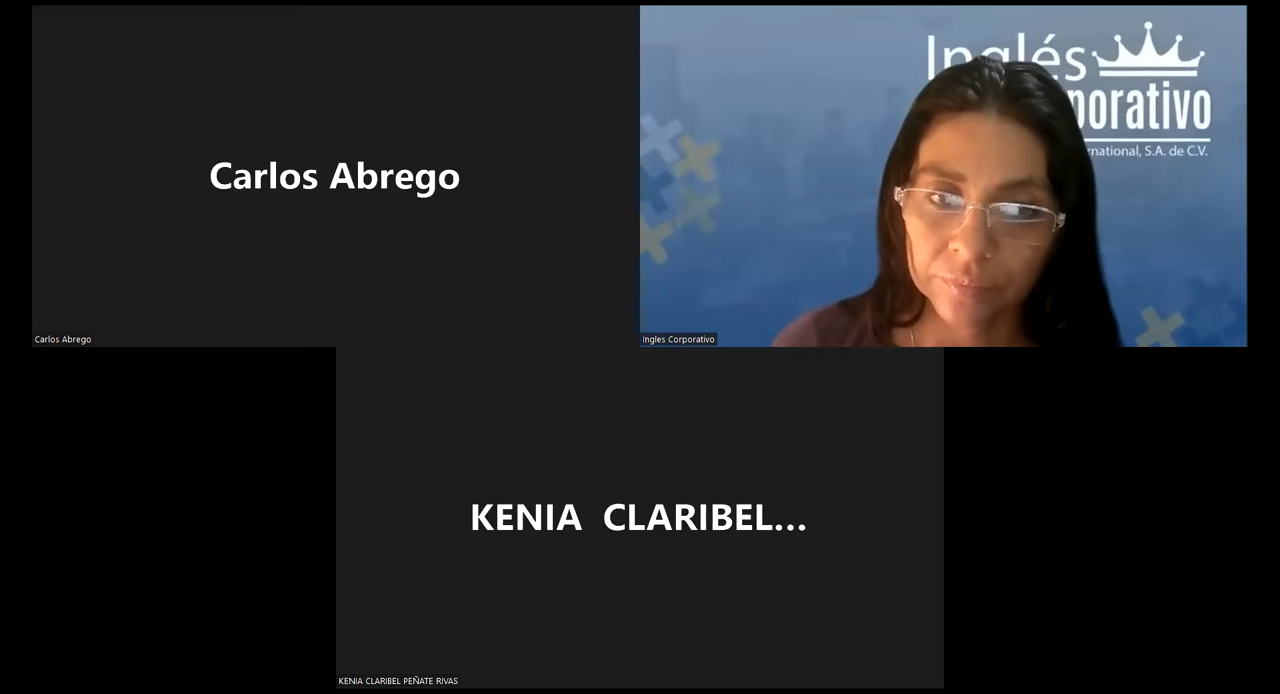 Carlos Abrego
Carlos Abrego
Inglés
porativo
rnational, S.A. de C.V.
Ingles Corporativo
KENIA CLARIBEL...
KENIA CLARIBEL PEÑATE RIVAS